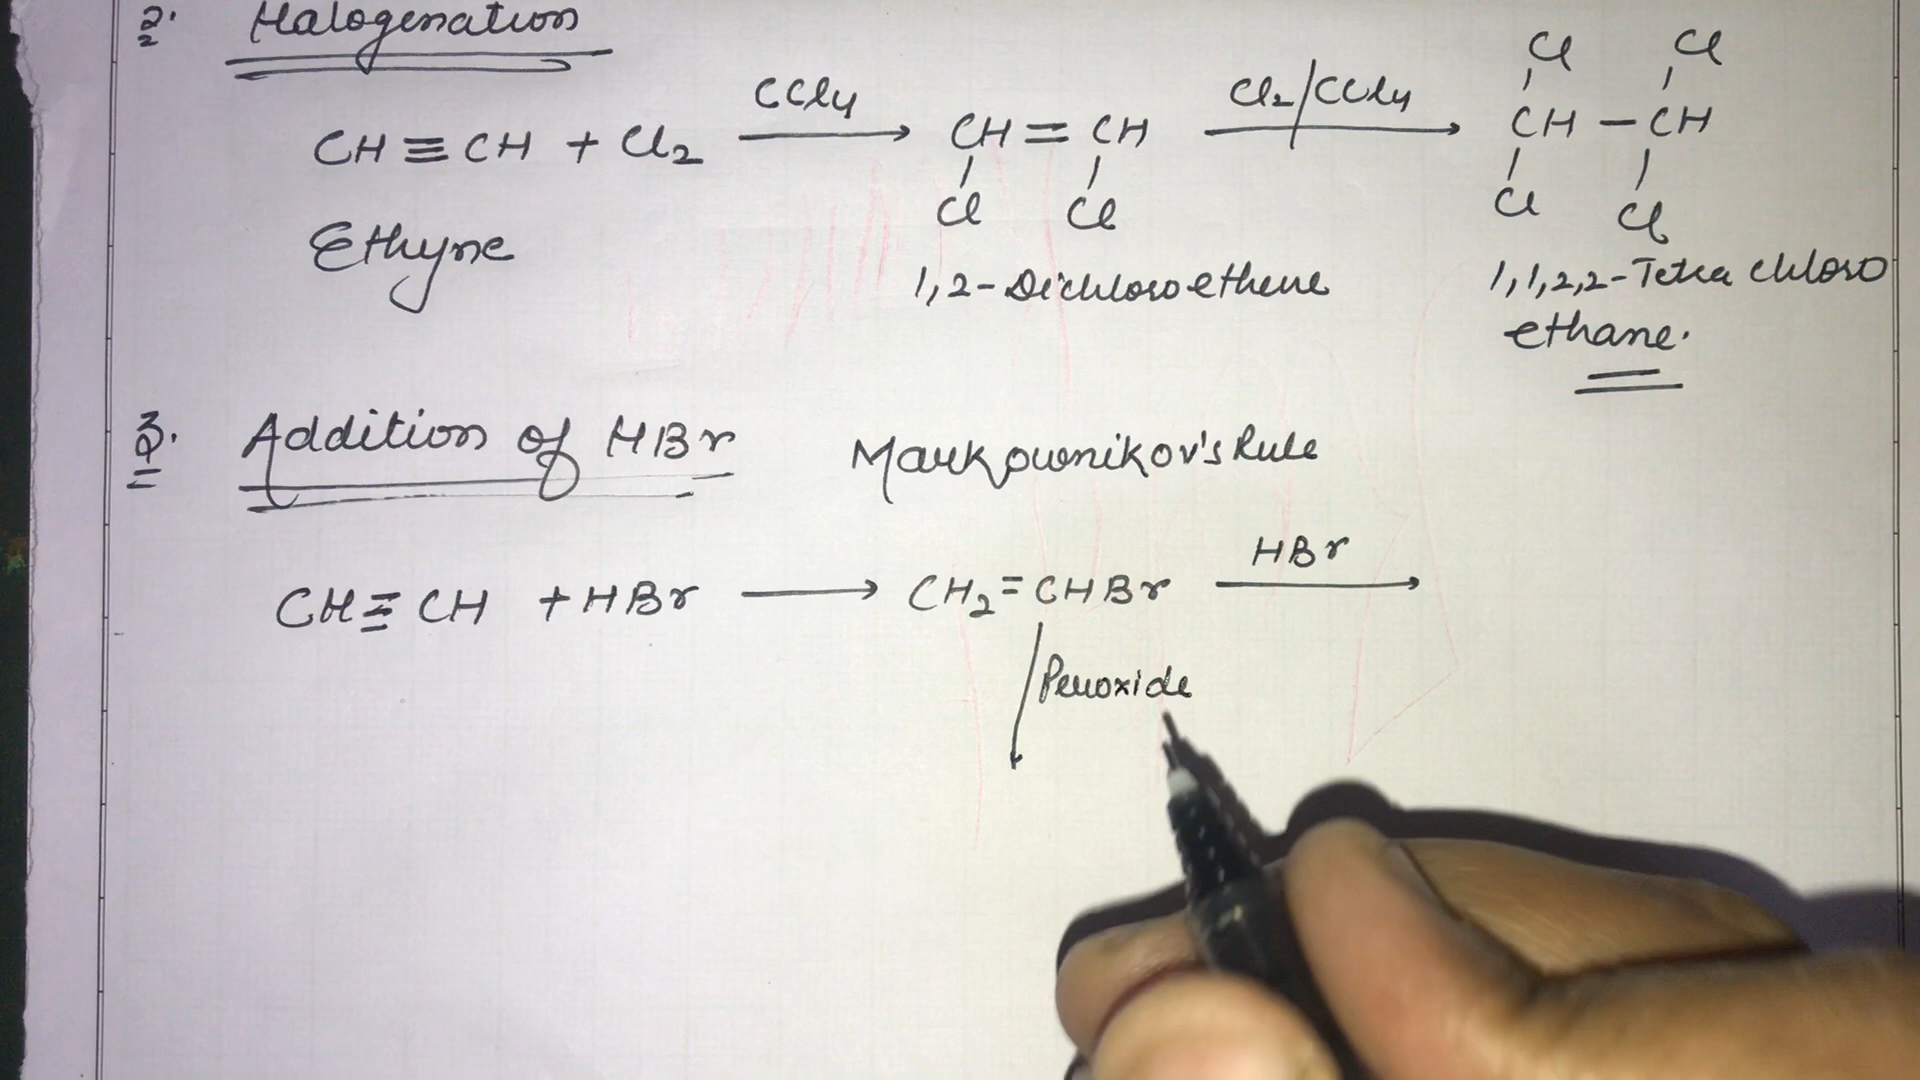 2. Halogenation
CH≡CH + Cl2 —CCl4→ CH=CH —Cl2/CCl4→ CH–CH
Cl Cl
Cl Cl
Cl Cl
Ethyne
1,2-Dichloroethene
1,1,2,2-Tetra chloro
ethane.
3. Addition of HBr Markownikov's Rule
CH≡CH + HBr → CH2=CHBr —HBr→
Peroxide